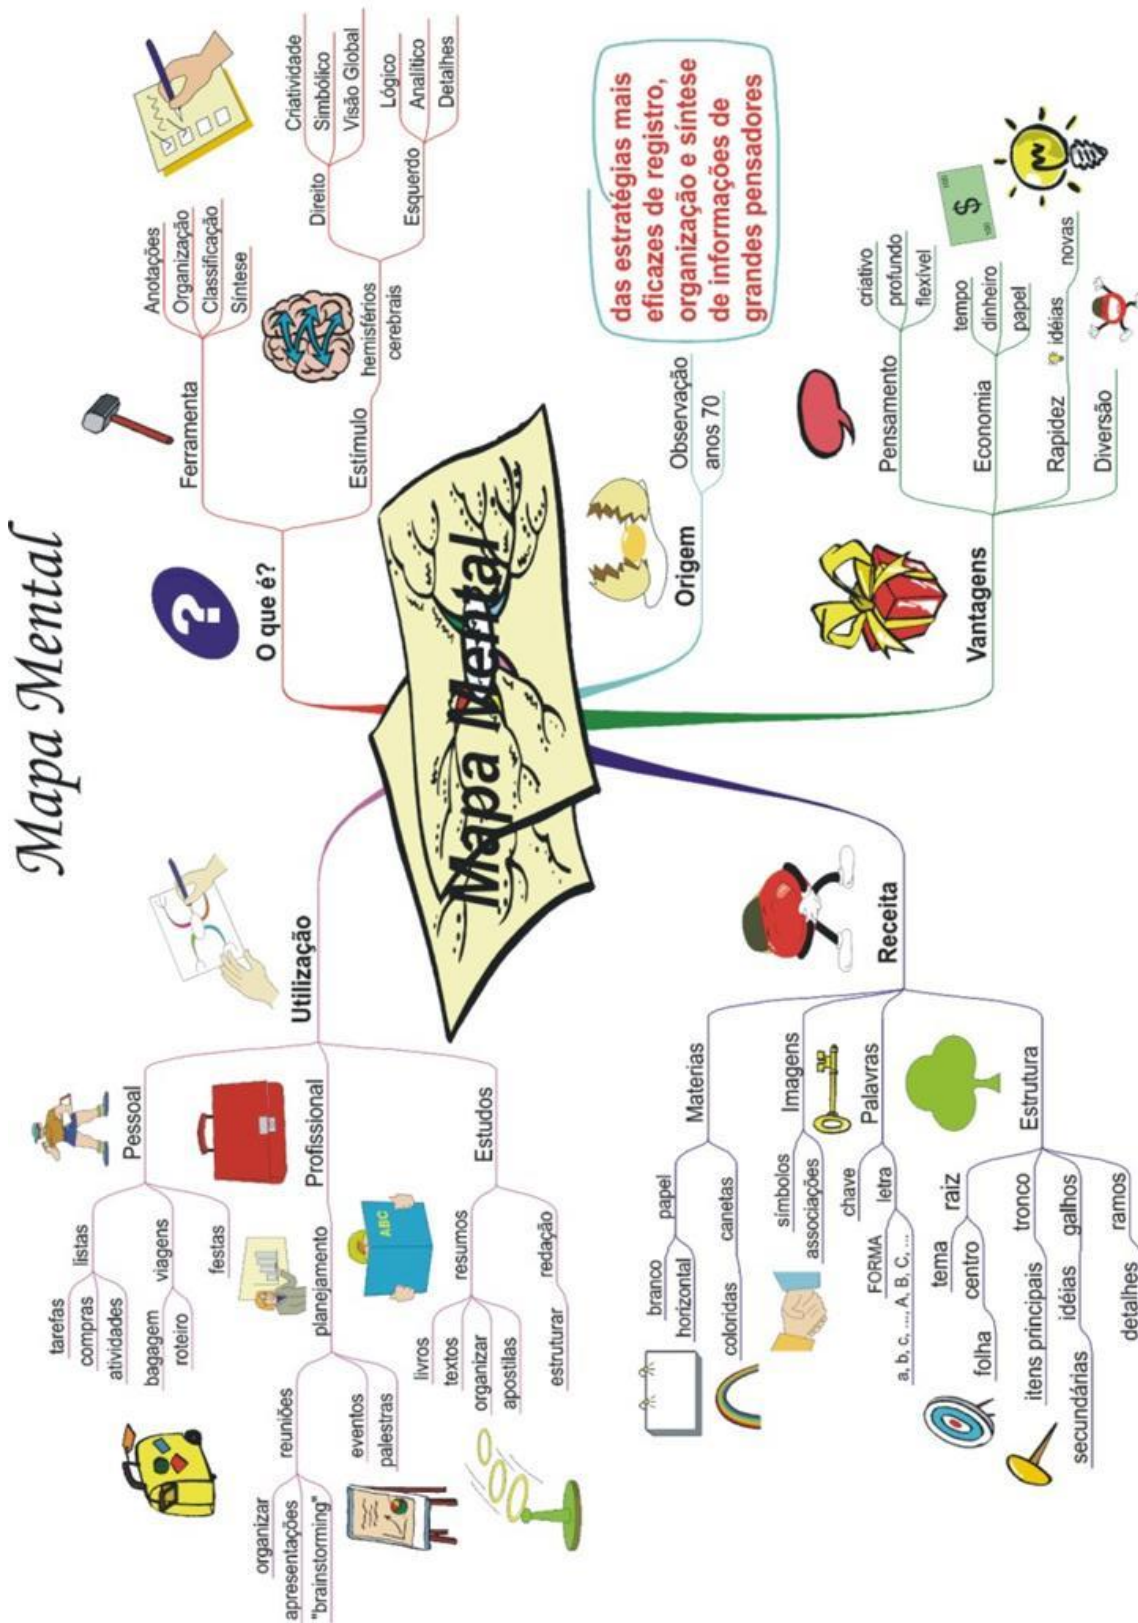 Mapa Mental
Mapa Mental
O que é?
Ferramenta
Anotações
Organização
Classificação
Síntese
Estímulo
hemisférios
cerebrais
Direito
Criatividade
Simbólico
Visão Global
Esquerdo
Lógico
Analítico
Detalhes
Origem
Observação
anos 70
das estratégias mais
eficazes de registro,
organização e síntese
de informações de
grandes pensadores
Vantagens
Pensamento
criativo
profundo
flexível
Economia
tempo
dinheiro
papel
$
100
100
Rapidez
idéias
novas
Diversão
Receita
Materias
papel
branco
horizontal
canetas
coloridas
Imagens
símbolos
associações
Palavras
chave
letra
FORMA
a, b, c, ..., A, B, C, ...
Estrutura
raiz
tema
centro
folha
tronco
itens principais
galhos
idéias
secundárias
ramos
detalhes
Utilização
Pessoal
listas
tarefas
compras
atividades
viagens
bagagem
roteiro
festas
Profissional
planejamento
reuniões
organizar
apresentações
"brainstorming"
eventos
palestras
Estudos
ABC
resumos
livros
textos
organizar
apostilas
redação
estruturar
?